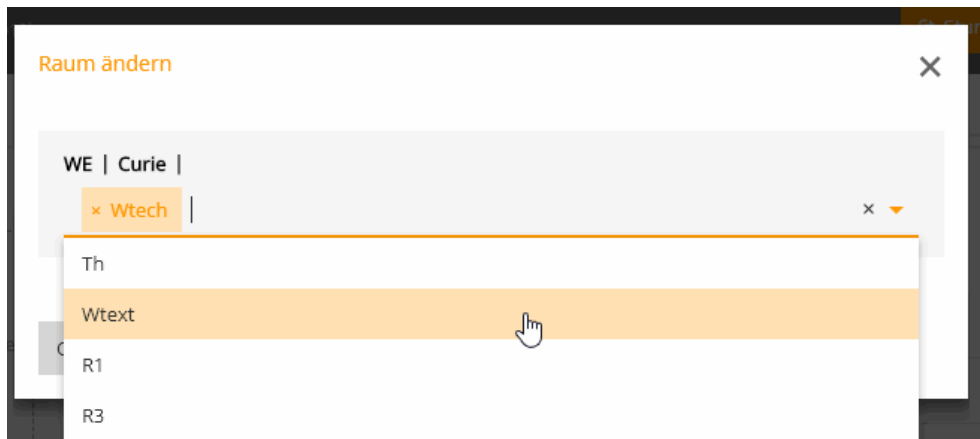 Raum ändern
WE | Curie |
× Wtech
Th
Wtext
R1
R3